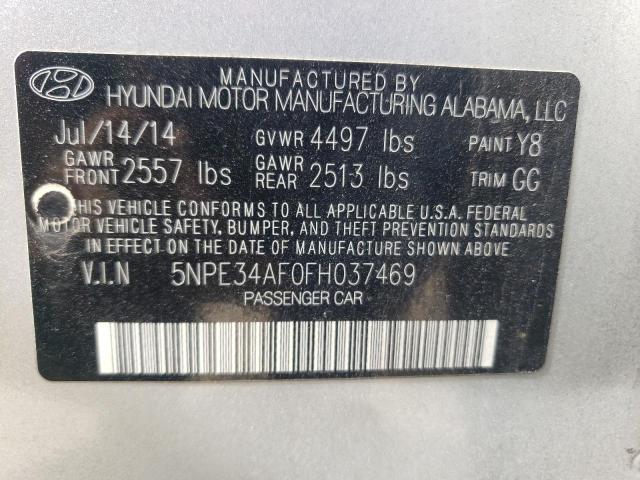 MANUFACTURED BY
HYUNDAI MOTOR MANUFACTURING ALABAMA, LLC
Jul/14/14 GVWR 4497 lbs PAINT Y8
GAWR FRONT 2557 lbs GAWR REAR 2513 lbs TRIM GG
THIS VEHICLE CONFORMS TO ALL APPLICABLE U.S.A. FEDERAL
MOTOR VEHICLE SAFETY, BUMPER, AND THEFT PREVENTION STANDARDS
IN EFFECT ON THE DATE OF MANUFACTURE SHOWN ABOVE
V.I.N 5NPE34AF0FH037469
PASSENGER CAR